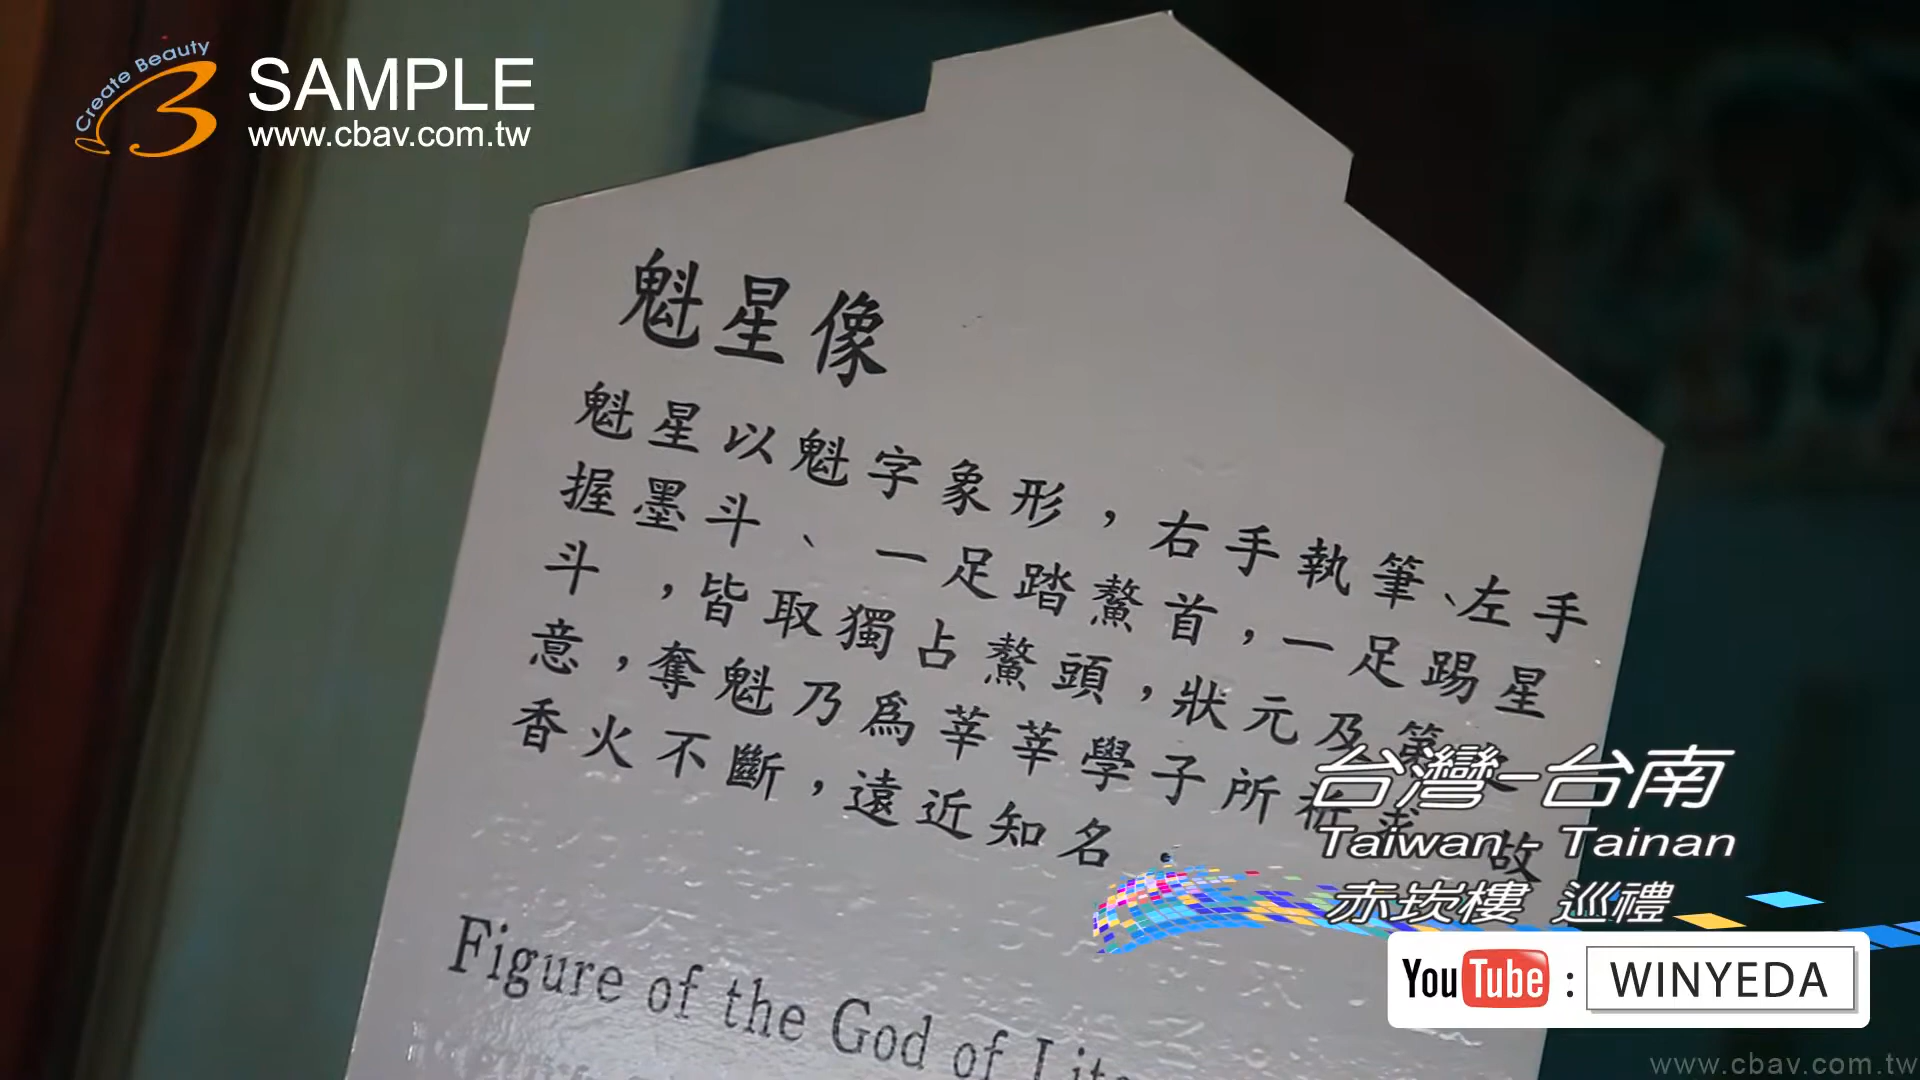 Create Beauty
SAMPLE
www.cbav.com.tw
魁星像
魁星以魁字象形，右手執筆、左手
握墨斗、一足踏鰲首，一足踢星
斗，皆取獨占鰲頭，狀元及第
意，奪魁乃為莘莘學子所祈求 故
香火不斷，遠近知名
Figure of the God of
台灣-台南
Taiwan - Tainan
赤崁樓 巡禮
YouTube : WINYEDA
www.cbav.com.tw